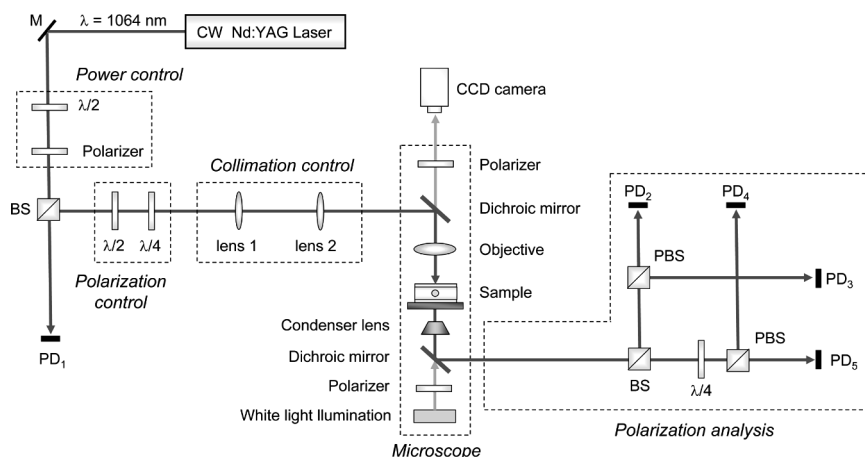 M
λ = 1064 nm
CW Nd:YAG Laser
Power control
λ/2
Polarizer
BS
λ/2
λ/4
Polarization
control
PD₁
Collimation control
lens 1
lens 2
CCD camera
Polarizer
Dichroic mirror
Objective
Sample
Condenser lens
Dichroic mirror
Polarizer
White light Ilumination
Microscope
PD₂
PD₄
PBS
PD₃
PBS
BS
λ/4
PD₅
Polarization analysis